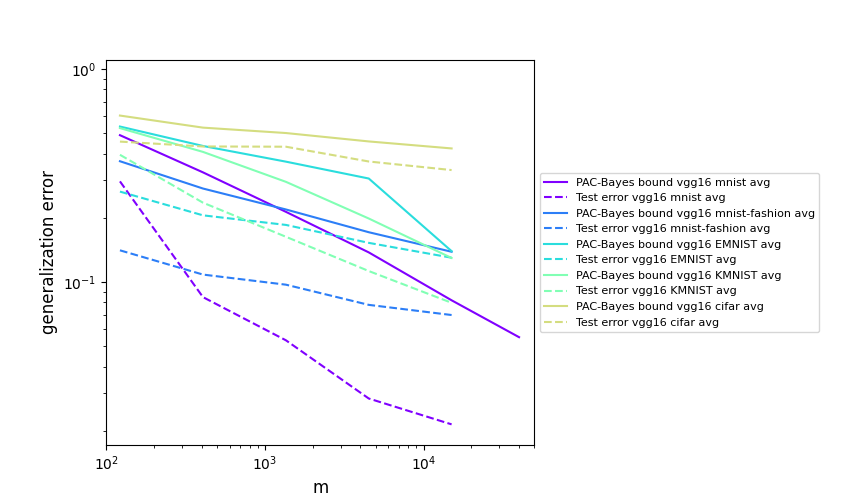 generalization error
10⁰
10⁻¹
10²
10³
10⁴
m
PAC-Bayes bound vgg16 mnist avg
Test error vgg16 mnist avg
PAC-Bayes bound vgg16 mnist-fashion avg
Test error vgg16 mnist-fashion avg
PAC-Bayes bound vgg16 EMNIST avg
Test error vgg16 EMNIST avg
PAC-Bayes bound vgg16 KMNIST avg
Test error vgg16 KMNIST avg
PAC-Bayes bound vgg16 cifar avg
Test error vgg16 cifar avg